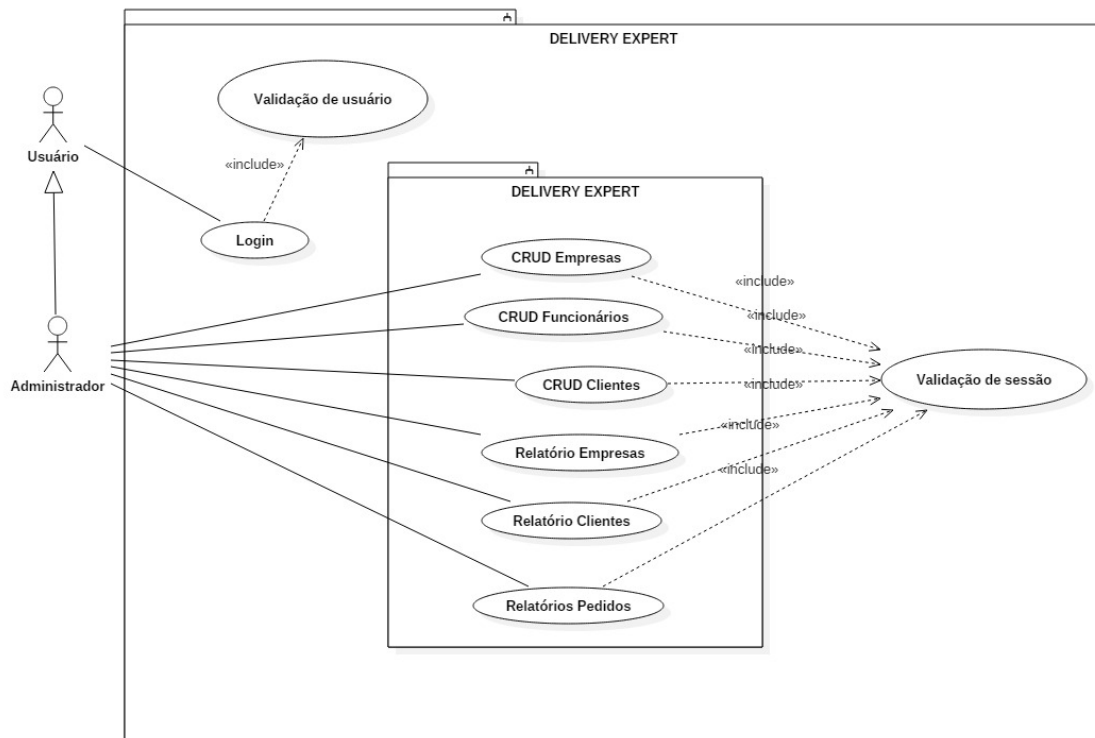 DELIVERY EXPERT
Validação de usuário
Usuário
«include»
DELIVERY EXPERT
Login
CRUD Empresas
«include»
CRUD Funcionários
«include»
Administrador
«include»
CRUD Clientes
«include»
Validação de sessão
Relatório Empresas
«include»
Relatório Clientes
«include»
Relatórios Pedidos